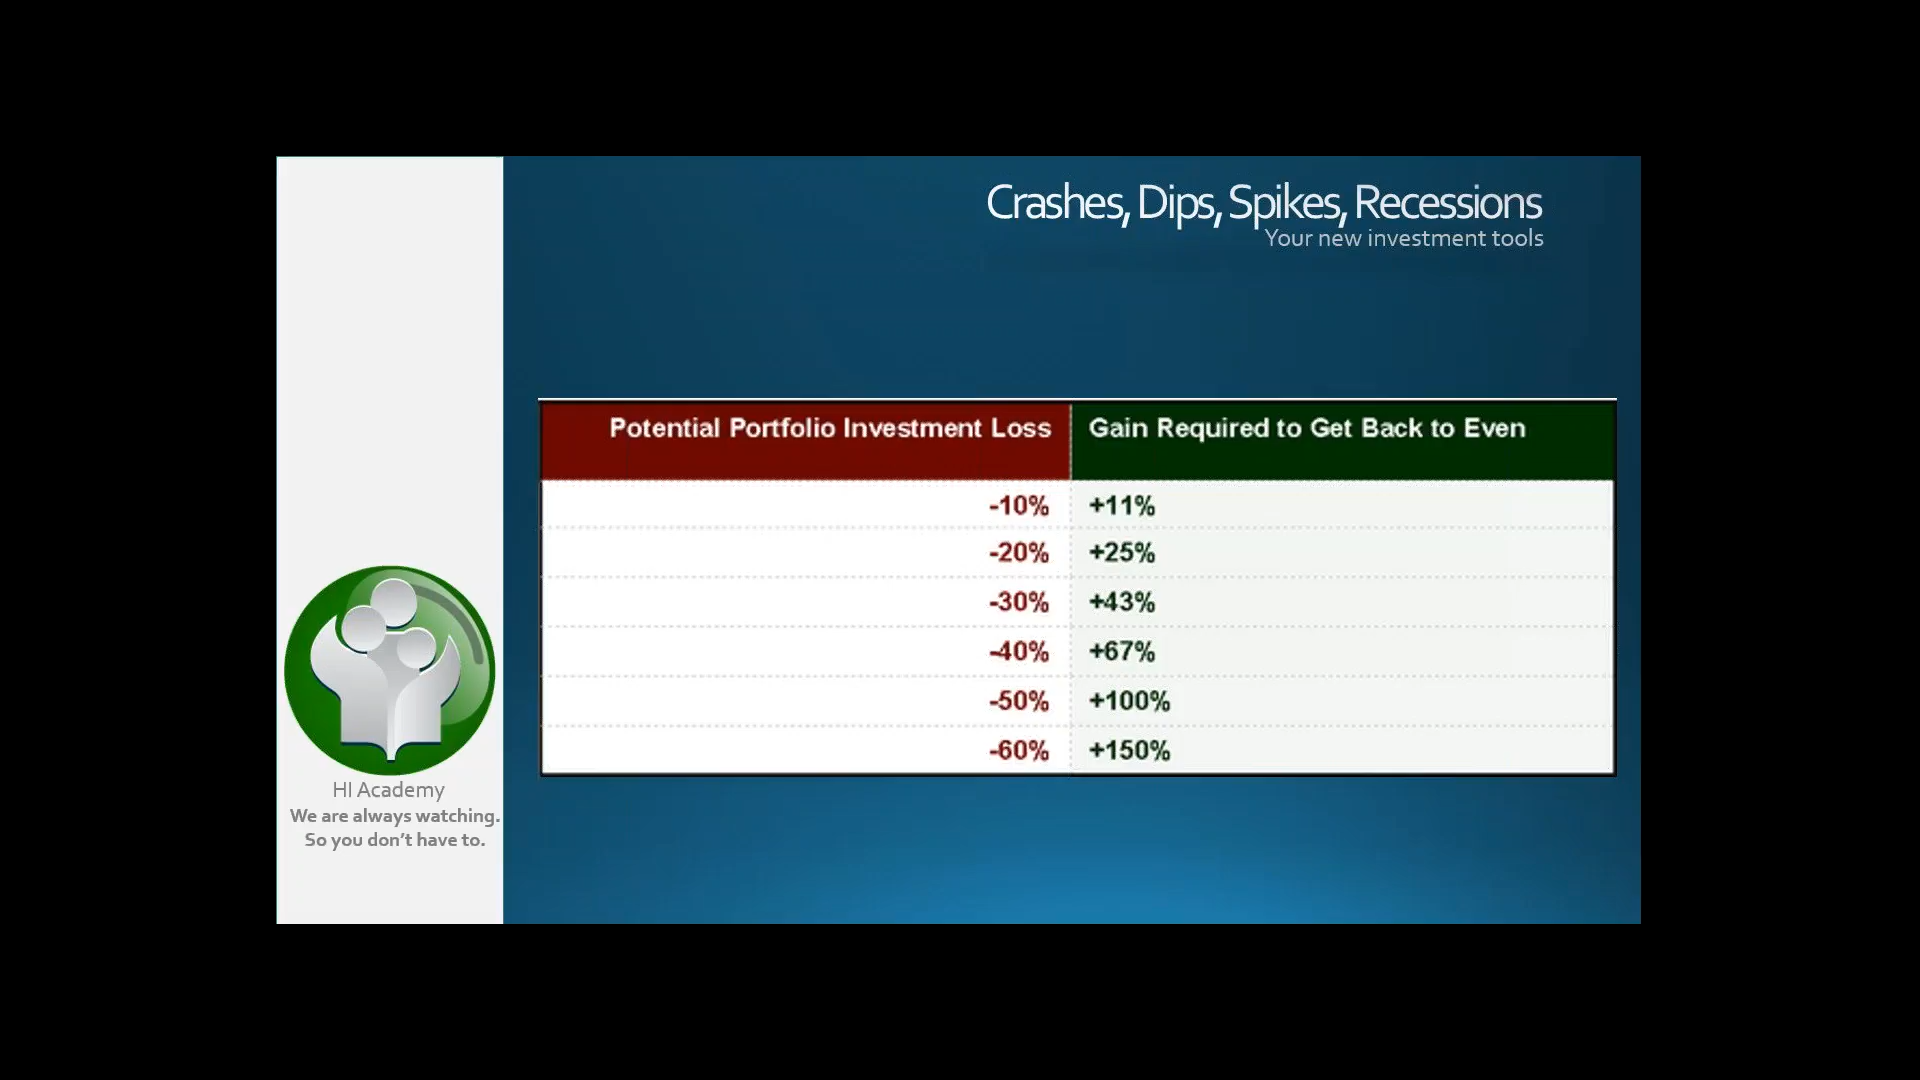 Crashes, Dips, Spikes, Recessions
Your new investment tools
Potential Portfolio Investment Loss Gain Required to Get Back to Even
-10% +11%
-20% +25%
-30% +43%
-40% +67%
-50% +100%
-60% +150%
HI Academy
We are always watching.
So you don't have to.